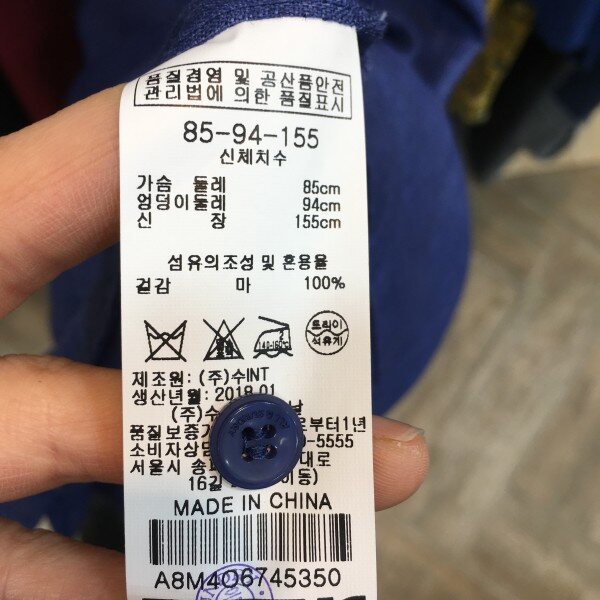 품질경영 및 공산품안전
관리법에 의한 품질표시
85-94-155
신체치수
가슴 둘레 85cm
엉덩이둘레 94cm
신 장 155cm
섬유의조성 및 혼용율
겉감 마 100%
드라이
석유계
제조원: (주)수INT
생산년월: 2018.01
(주)수
품질보증기 부터1년
소비자상담 -5555
서울시 송 대로
16길 이동)
MADE IN CHINA
A8M4O6745350